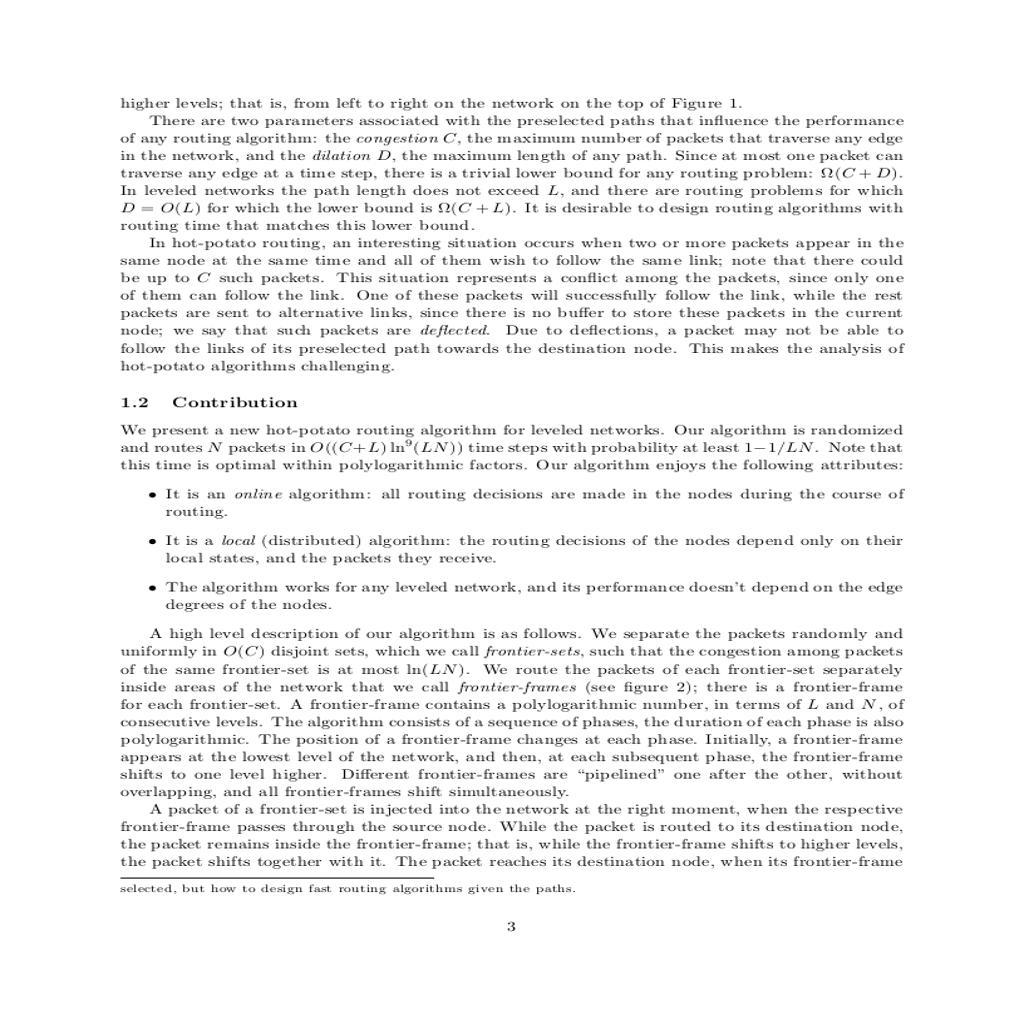 higher levels; that is, from left to right on the network on the top of Figure 1.
There are two parameters associated with the preselected paths that influence the performance
of any routing algorithm: the congestion C, the maximum number of packets that traverse any edge
in the network, and the dilation D, the maximum length of any path. Since at most one packet can
traverse any edge at a time step, there is a trivial lower bound for any routing problem: Ω(C + D).
In leveled networks the path length does not exceed L, and there are routing problems for which
D = O(L) for which the lower bound is Ω(C + L). It is desirable to design routing algorithms with
routing time that matches this lower bound.
In hot-potato routing, an interesting situation occurs when two or more packets appear in the
same node at the same time and all of them wish to follow the same link; note that there could
be up to C such packets. This situation represents a conflict among the packets, since only one
of them can follow the link. One of these packets will successfully follow the link, while the rest
packets are sent to alternative links, since there is no buffer to store these packets in the current
node; we say that such packets are deflected. Due to deflections, a packet may not be able to
follow the links of its preselected path towards the destination node. This makes the analysis of
hot-potato algorithms challenging.
1.2 Contribution
We present a new hot-potato routing algorithm for leveled networks. Our algorithm is randomized
and routes N packets in O((C+L) ln⁹(LN)) time steps with probability at least 1−1/LN. Note that
this time is optimal within polylogarithmic factors. Our algorithm enjoys the following attributes:
• It is an online algorithm: all routing decisions are made in the nodes during the course of
routing.
• It is a local (distributed) algorithm: the routing decisions of the nodes depend only on their
local states, and the packets they receive.
• The algorithm works for any leveled network, and its performance doesn't depend on the edge
degrees of the nodes.
A high level description of our algorithm is as follows. We separate the packets randomly and
uniformly in O(C) disjoint sets, which we call frontier-sets, such that the congestion among packets
of the same frontier-set is at most ln(LN). We route the packets of each frontier-set separately
inside areas of the network that we call frontier-frames (see figure 2); there is a frontier-frame
for each frontier-set. A frontier-frame contains a polylogarithmic number, in terms of L and N, of
consecutive levels. The algorithm consists of a sequence of phases, the duration of each phase is also
polylogarithmic. The position of a frontier-frame changes at each phase. Initially, a frontier-frame
appears at the lowest level of the network, and then, at each subsequent phase, the frontier-frame
shifts to one level higher. Different frontier-frames are “pipelined” one after the other, without
overlapping, and all frontier-frames shift simultaneously.
A packet of a frontier-set is injected into the network at the right moment, when the respective
frontier-frame passes through the source node. While the packet is routed to its destination node,
the packet remains inside the frontier-frame; that is, while the frontier-frame shifts to higher levels,
the packet shifts together with it. The packet reaches its destination node, when its frontier-frame
selected, but how to design fast routing algorithms given the paths.
3